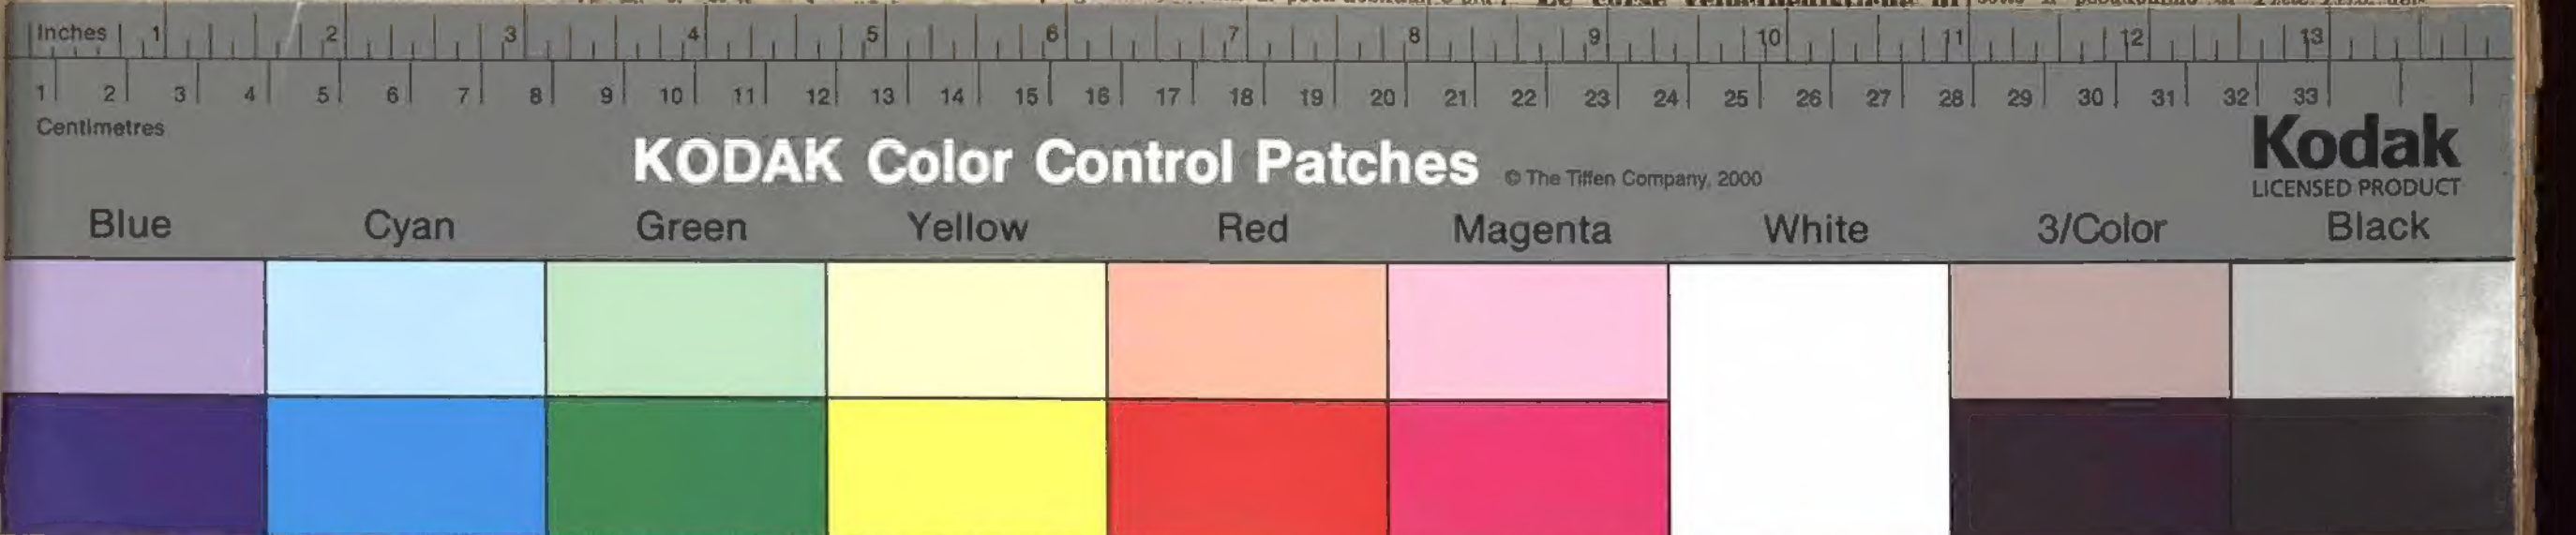 Inches 1 2 3 4 5 6 7 8 9 10 11 12 13
1 2 3 4 5 6 7 8 9 10 11 12 13 14 15 16 17 18 19 20 21 22 23 24 25 26 27 28 29 30 31 32 33
Centimetres
KODAK Color Control Patches © The Tiffen Company, 2000
Kodak
LICENSED PRODUCT
Blue Cyan Green Yellow Red Magenta White 3/Color Black